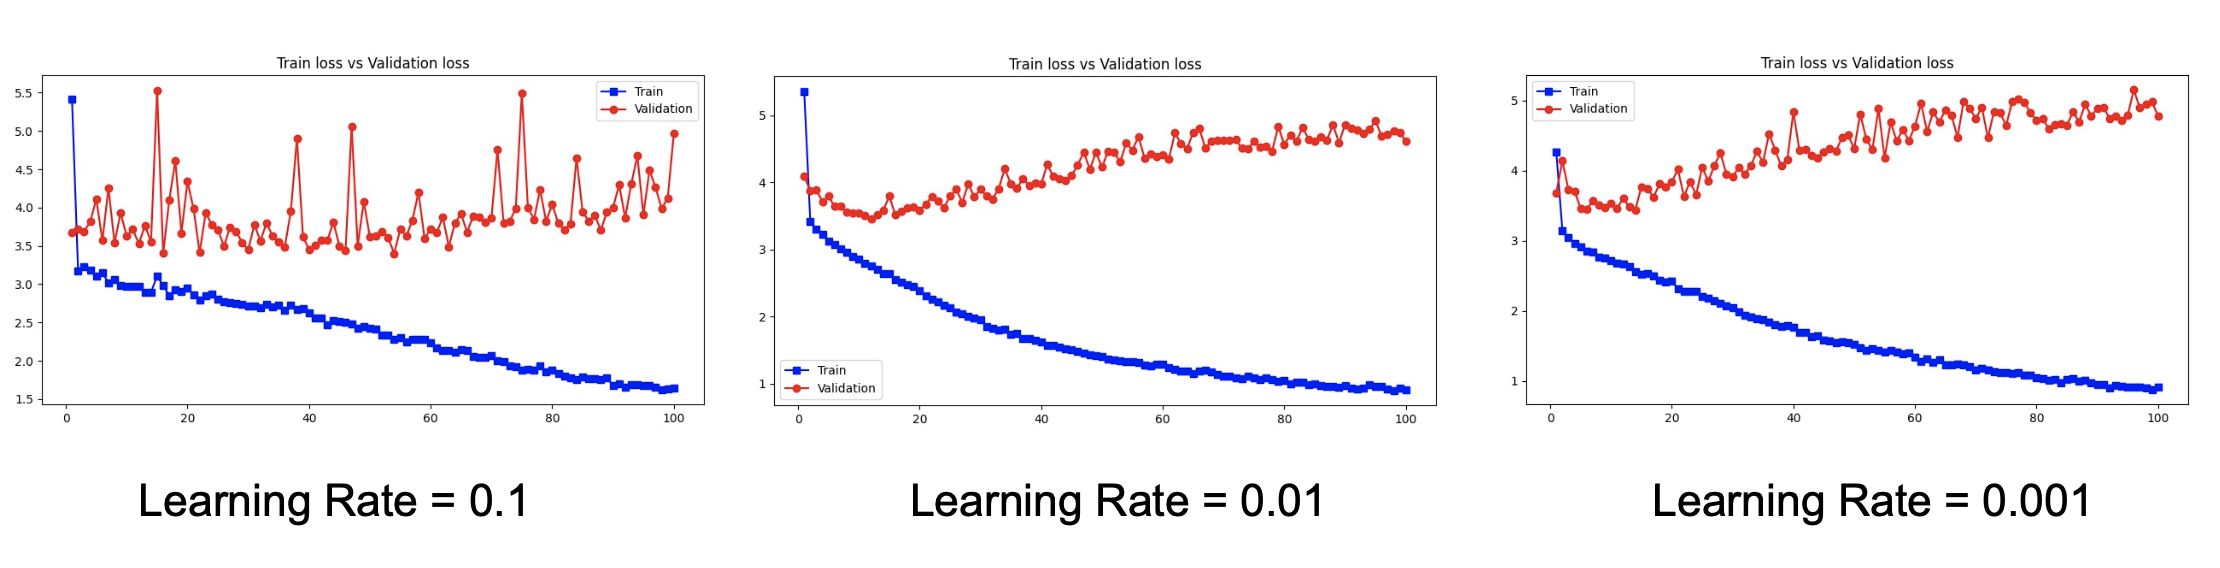 Train loss vs Validation loss
Train
Validation
5.5
5.0
4.5
4.0
3.5
3.0
2.5
2.0
1.5
0 20 40 60 80 100
Learning Rate = 0.1
Train loss vs Validation loss
5
4
3
2
1
Train
Validation
0 20 40 60 80 100
Learning Rate = 0.01
Train loss vs Validation loss
Train
Validation
5
4
3
2
1
0 20 40 60 80 100
Learning Rate = 0.001